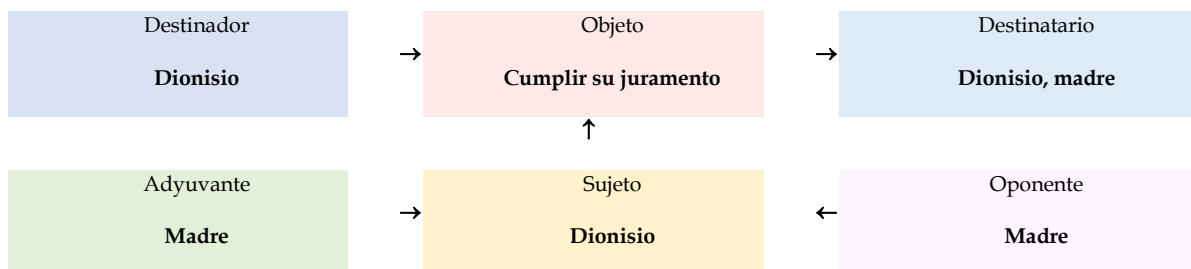 Destinador → Objeto → Destinatario
Dionisio Cumplir su juramento Dionisio, madre
↑
Adyuvante → Sujeto ← Oponente
Madre Dionisio Madre